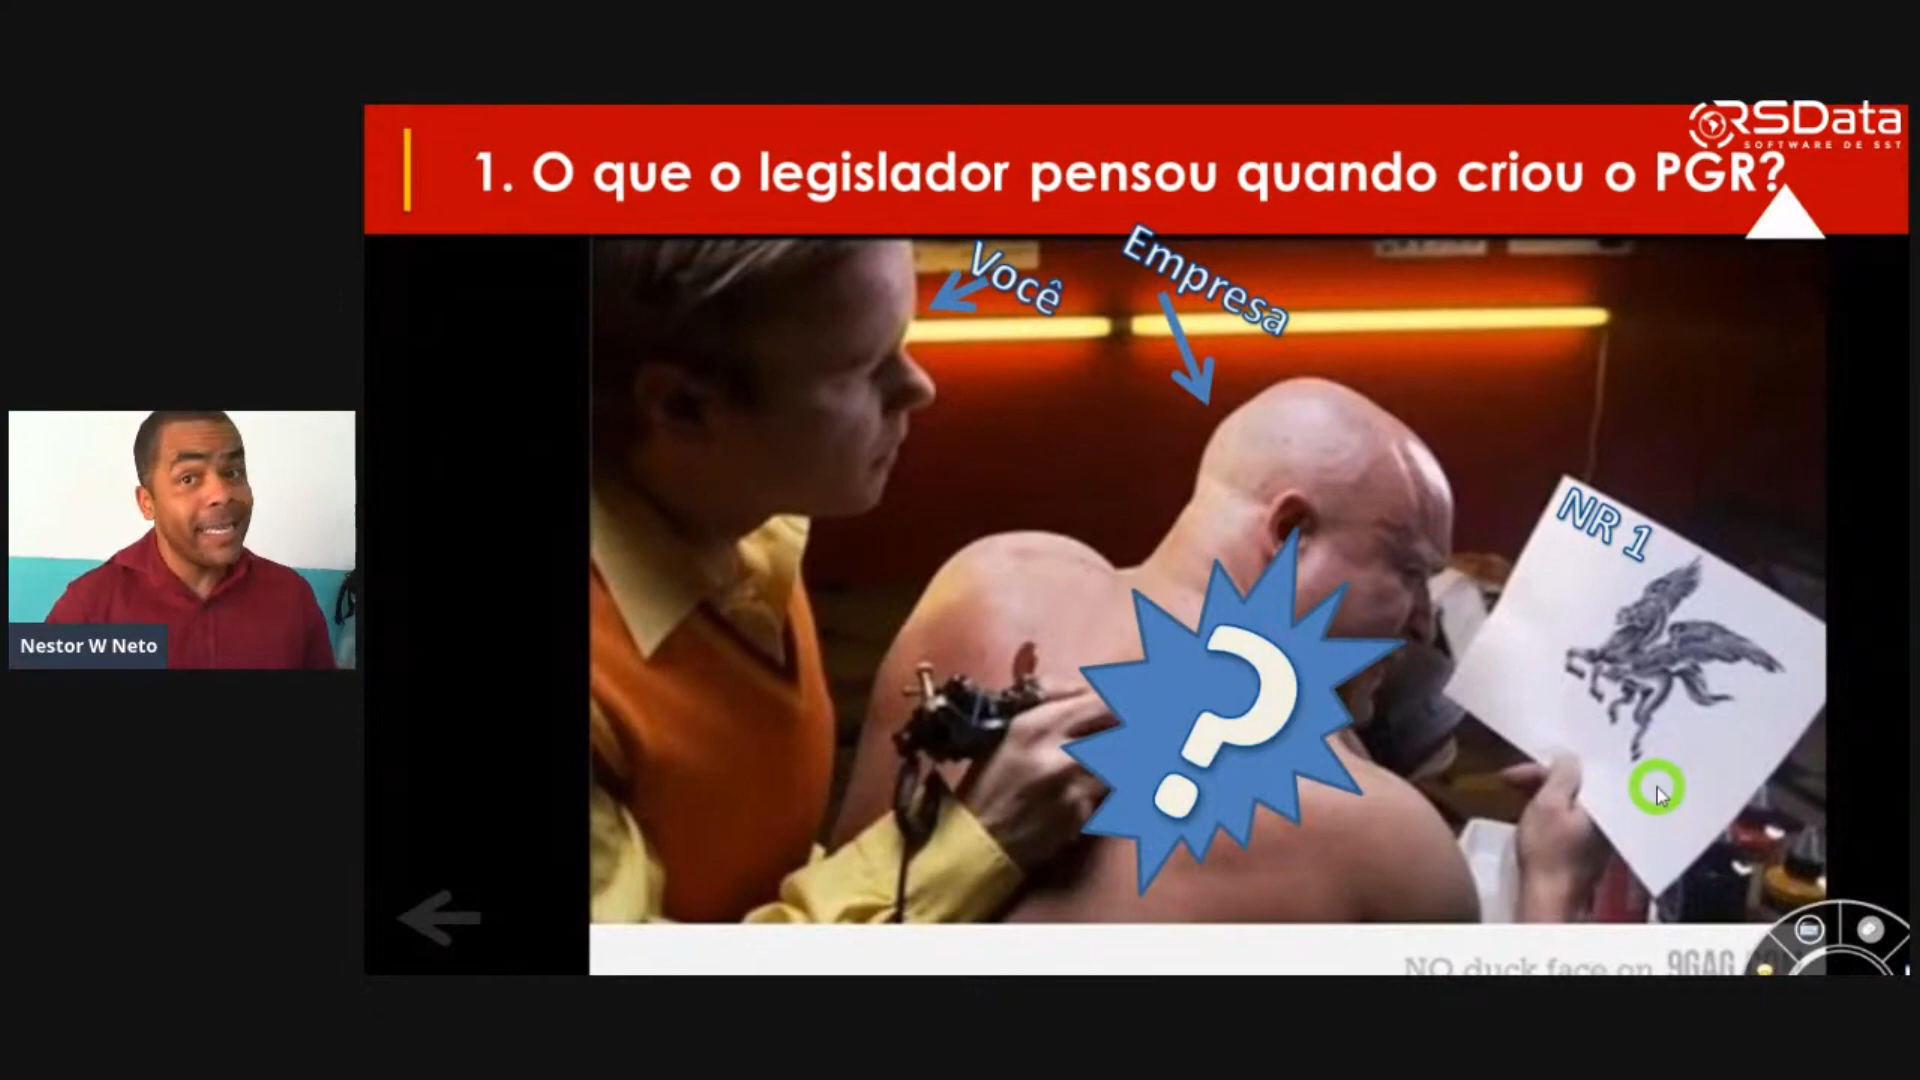 RSData
SOFTWARE DE SST
1. O que o legislador pensou quando criou o PGR?
Você
Empresa
NR 1
?
Nestor W Neto
NO duck face on 9GAG